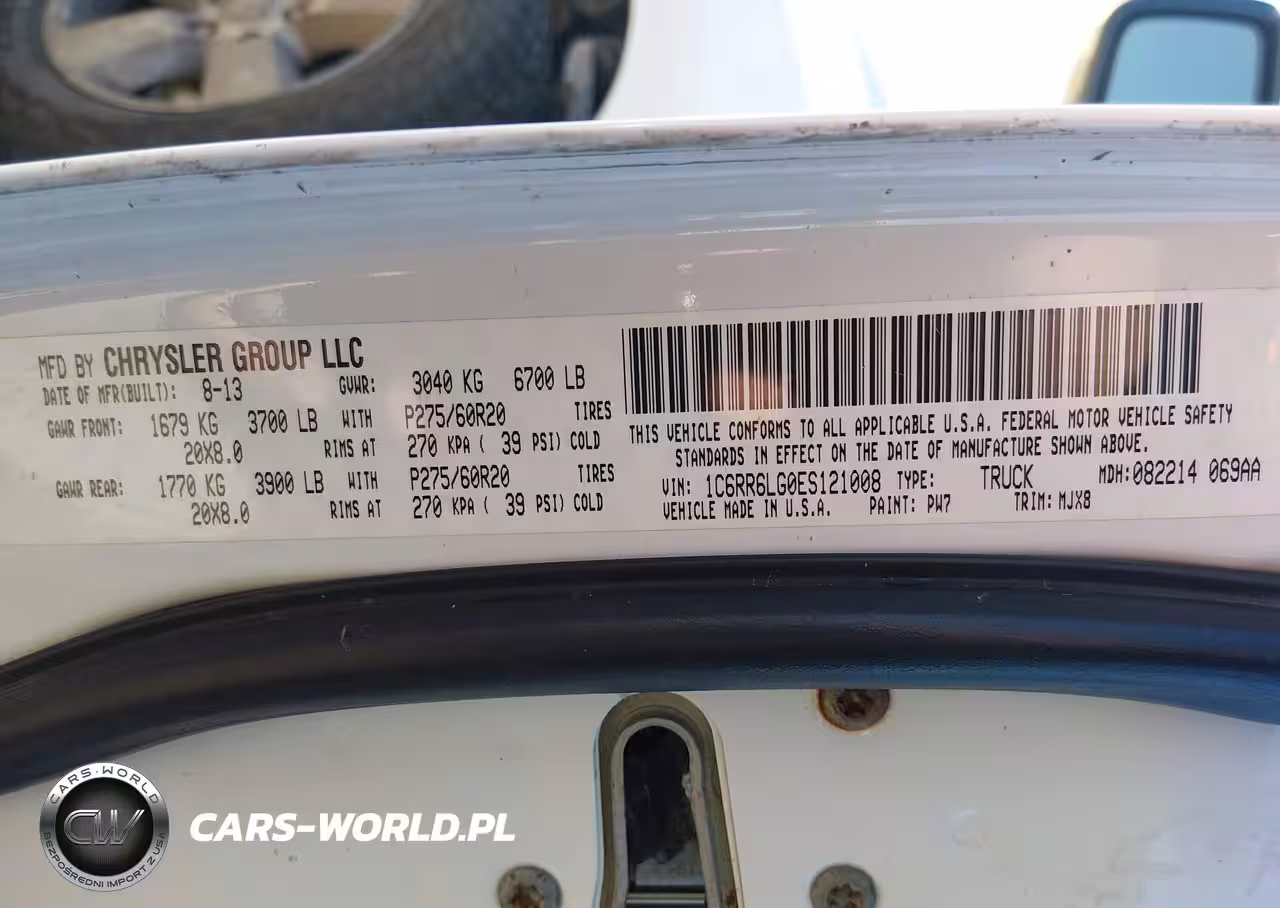 MFD BY CHRYSLER GROUP LLC
DATE OF MFR(BUILT): 8-13 GVWR: 3040 KG 6700 LB
GAWR FRONT: 1679 KG 3700 LB WITH P275/60R20 TIRES
20X8.0 RIMS AT 270 KPA ( 39 PSI) COLD
GAWR REAR: 1770 KG 3900 LB WITH P275/60R20 TIRES
20X8.0 RIMS AT 270 KPA ( 39 PSI) COLD
THIS VEHICLE CONFORMS TO ALL APPLICABLE U.S.A. FEDERAL MOTOR VEHICLE SAFETY
STANDARDS IN EFFECT ON THE DATE OF MANUFACTURE SHOWN ABOVE.
VIN: 1C6RR6LG0ES121008 TYPE: TRUCK MDH:082214 069AA
VEHICLE MADE IN U.S.A. PAINT: PW7 TRIM: MJX8
CARS-WORLD
CW
BEZPOŚREDNI IMPORT Z USA
CARS-WORLD.PL